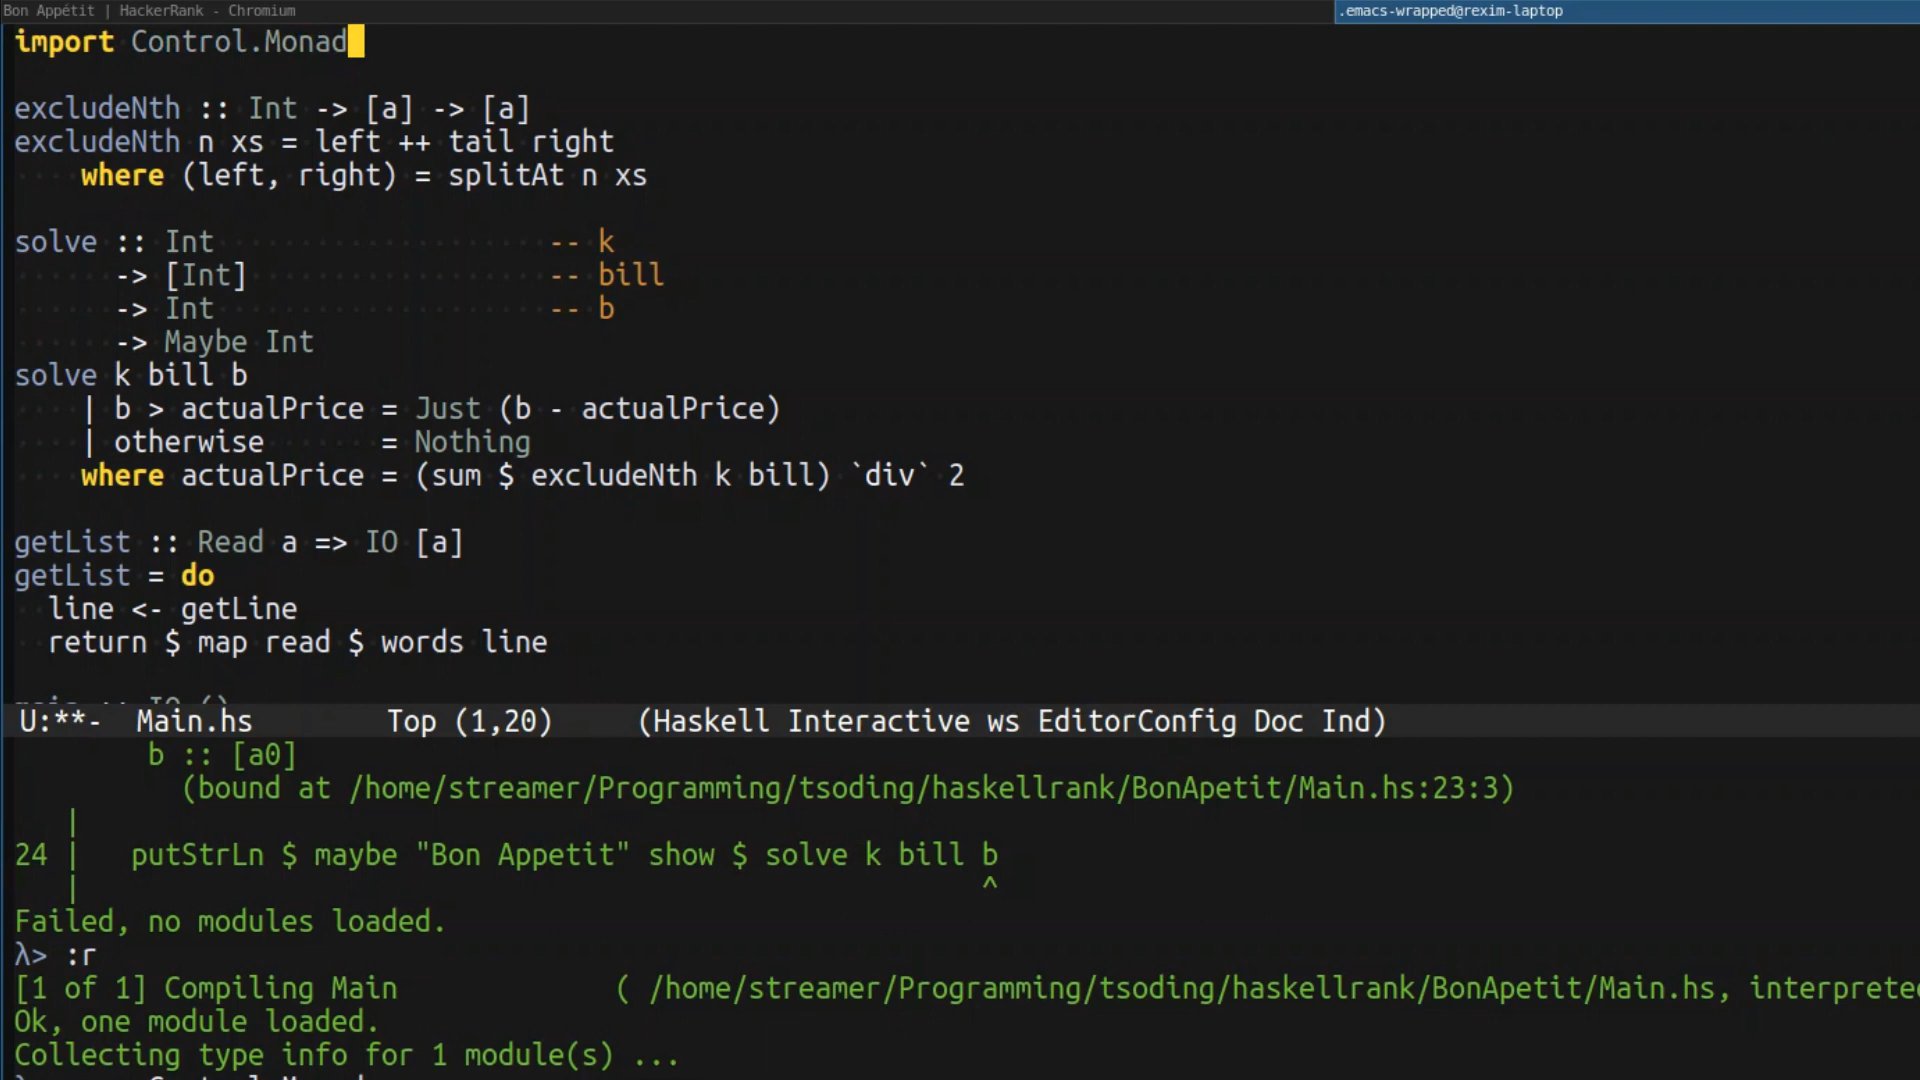 Bon Appétit | HackerRank - Chromium
.emacs-wrapped@rexim-laptop
import Control.Monad
excludeNth :: Int -> [a] -> [a]
excludeNth n xs = left ++ tail right
    where (left, right) = splitAt n xs
solve :: Int                    -- k
      -> [Int]                  -- bill
      -> Int                    -- b
      -> Maybe Int
solve k bill b
    | b > actualPrice = Just (b - actualPrice)
    | otherwise       = Nothing
    where actualPrice = (sum $ excludeNth k bill) `div` 2
getList :: Read a => IO [a]
getList = do
  line <- getLine
  return $ map read $ words line
U:**-  Main.hs        Top (1,20)     (Haskell Interactive ws EditorConfig Doc Ind)
        b :: [a0]
          (bound at /home/streamer/Programming/tsoding/haskellrank/BonApetit/Main.hs:23:3)
   |
24 |   putStrLn $ maybe "Bon Appetit" show $ solve k bill b
   |                                                      ^
Failed, no modules loaded.
λ> :r
[1 of 1] Compiling Main             ( /home/streamer/Programming/tsoding/haskellrank/BonApetit/Main.hs, interprete
Ok, one module loaded.
Collecting type info for 1 module(s) ...